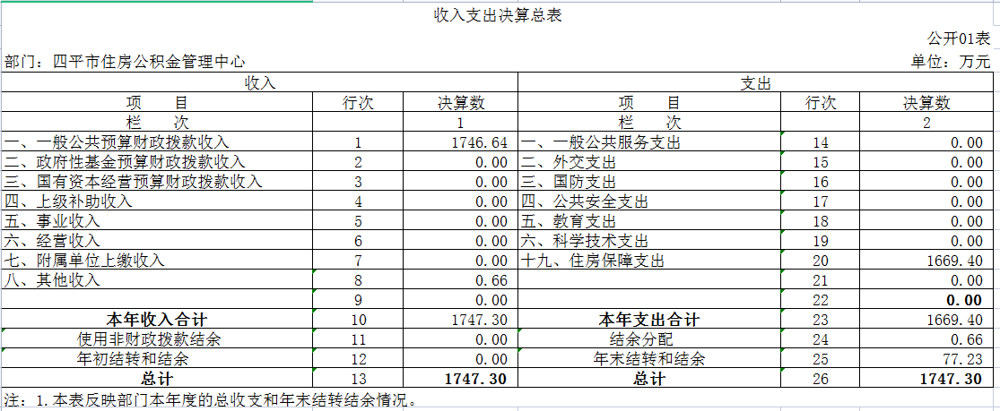 收入支出决算总表
公开01表
部门：四平市住房公积金管理中心 单位：万元
收入 支出
项 目 行次 决算数 项 目 行次 决算数
栏 次 1 栏 次 2
一、一般公共预算财政拨款收入 1 1746.64 一、一般公共服务支出 14 0.00
二、政府性基金预算财政拨款收入 2 0.00 二、外交支出 15 0.00
三、国有资本经营预算财政拨款收入 3 0.00 三、国防支出 16 0.00
四、上级补助收入 4 0.00 四、公共安全支出 17 0.00
五、事业收入 5 0.00 五、教育支出 18 0.00
六、经营收入 6 0.00 六、科学技术支出 19 0.00
七、附属单位上缴收入 7 0.00 十九、住房保障支出 20 1669.40
八、其他收入 8 0.66 21 0.00
9 0.00 22 0.00
本年收入合计 10 1747.30 本年支出合计 23 1669.40
使用非财政拨款结余 11 0.00 结余分配 24 0.66
年初结转和结余 12 0.00 年末结转和结余 25 77.23
总计 13 1747.30 总计 26 1747.30
注：1.本表反映部门本年度的总收支和年末结转结余情况。